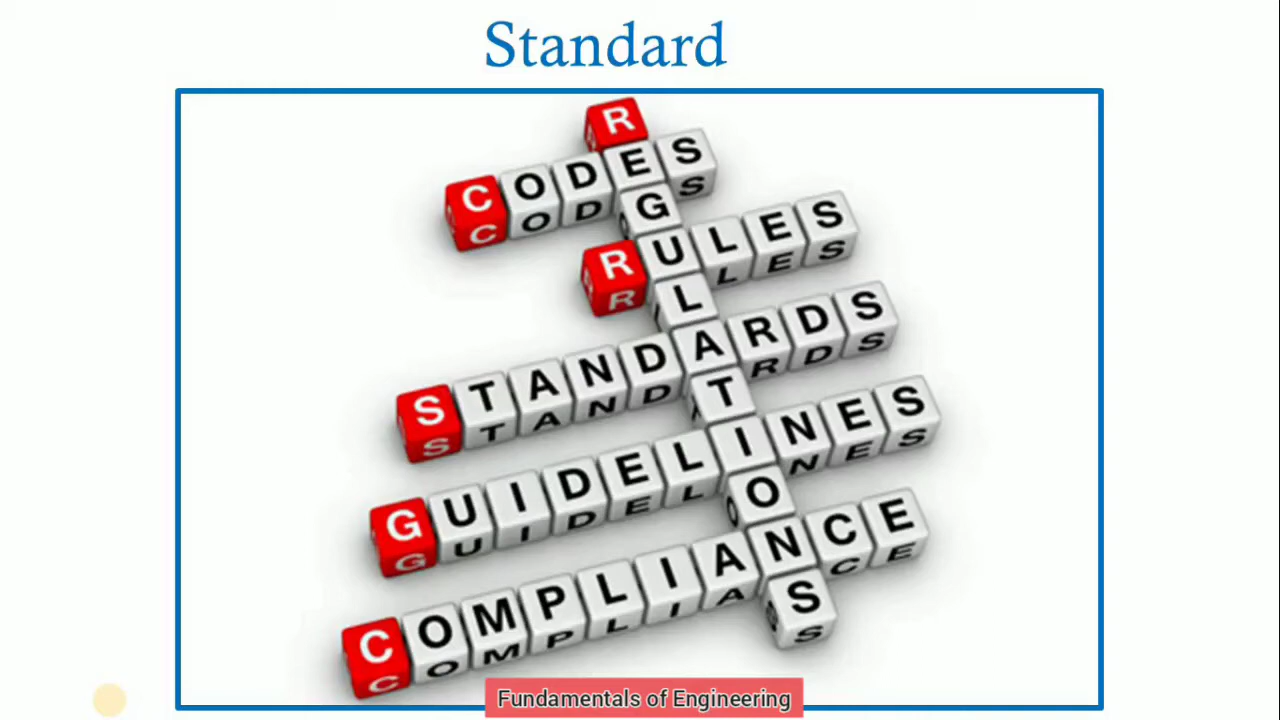 Standard
REGULATIONS
CODES
RULES
STANDARDS
GUIDELINES
COMPLIANCE
Fundamentals of Engineering